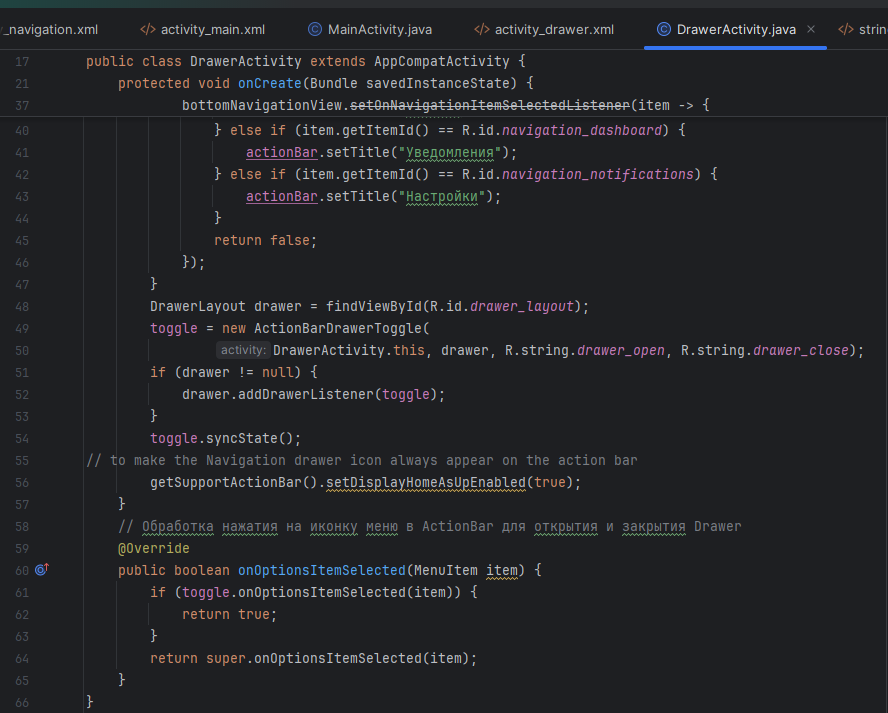 _navigation.xml </> activity_main.xml © MainActivity.java </> activity_drawer.xml © DrawerActivity.java × </> strin
17 public class DrawerActivity extends AppCompatActivity {
21 protected void onCreate(Bundle savedInstanceState) {
37 bottomNavigationView.setOnNavigationItemSelectedListener(item -> {
40 } else if (item.getItemId() == R.id.navigation_dashboard) {
41 actionBar.setTitle("Уведомления");
42 } else if (item.getItemId() == R.id.navigation_notifications) {
43 actionBar.setTitle("Настройки");
44 }
45 return false;
46 });
47 }
48 DrawerLayout drawer = findViewById(R.id.drawer_layout);
49 toggle = new ActionBarDrawerToggle(
50 activity: DrawerActivity.this, drawer, R.string.drawer_open, R.string.drawer_close);
51 if (drawer != null) {
52 drawer.addDrawerListener(toggle);
53 }
54 toggle.syncState();
55 // to make the Navigation drawer icon always appear on the action bar
56 getSupportActionBar().setDisplayHomeAsUpEnabled(true);
57 }
58 // Обработка нажатия на иконку меню в ActionBar для открытия и закрытия Drawer
59 @Override
60 public boolean onOptionsItemSelected(MenuItem item) {
61 if (toggle.onOptionsItemSelected(item)) {
62 return true;
63 }
64 return super.onOptionsItemSelected(item);
65 }
66 }